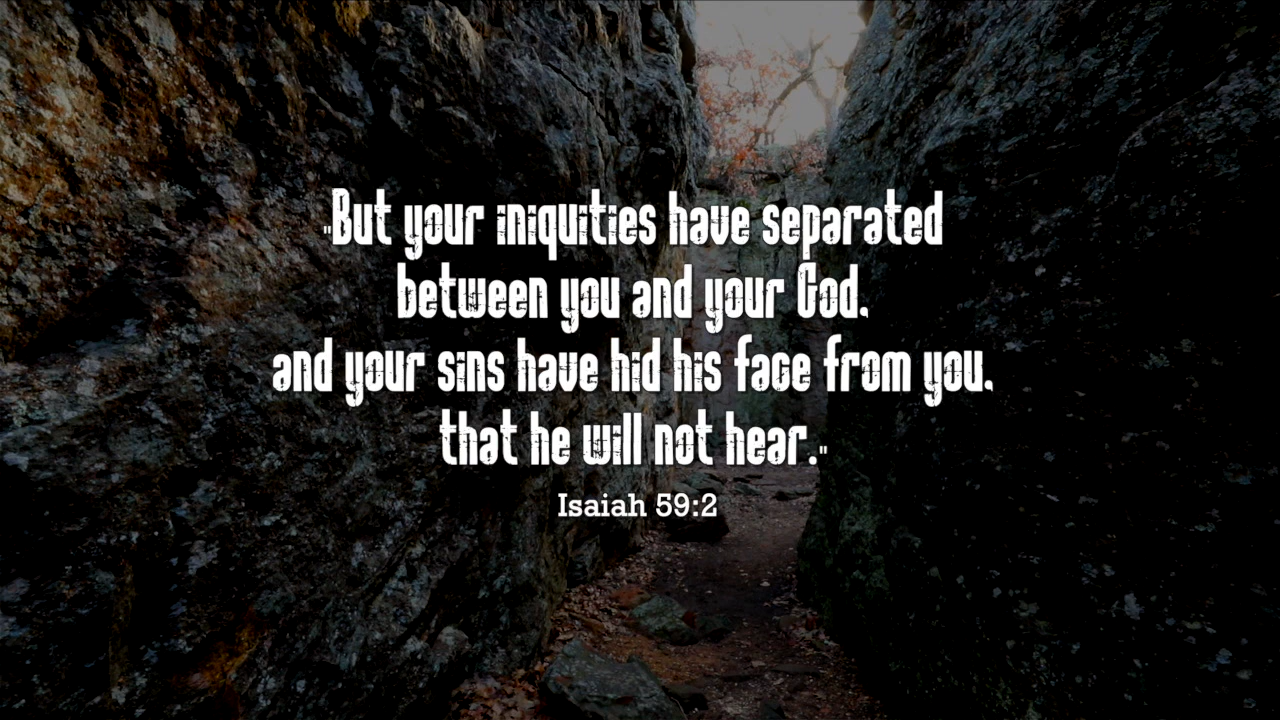 "But your iniquities have separated
between you and your God,
and your sins have hid his face from you,
that he will not hear."
Isaiah 59:2